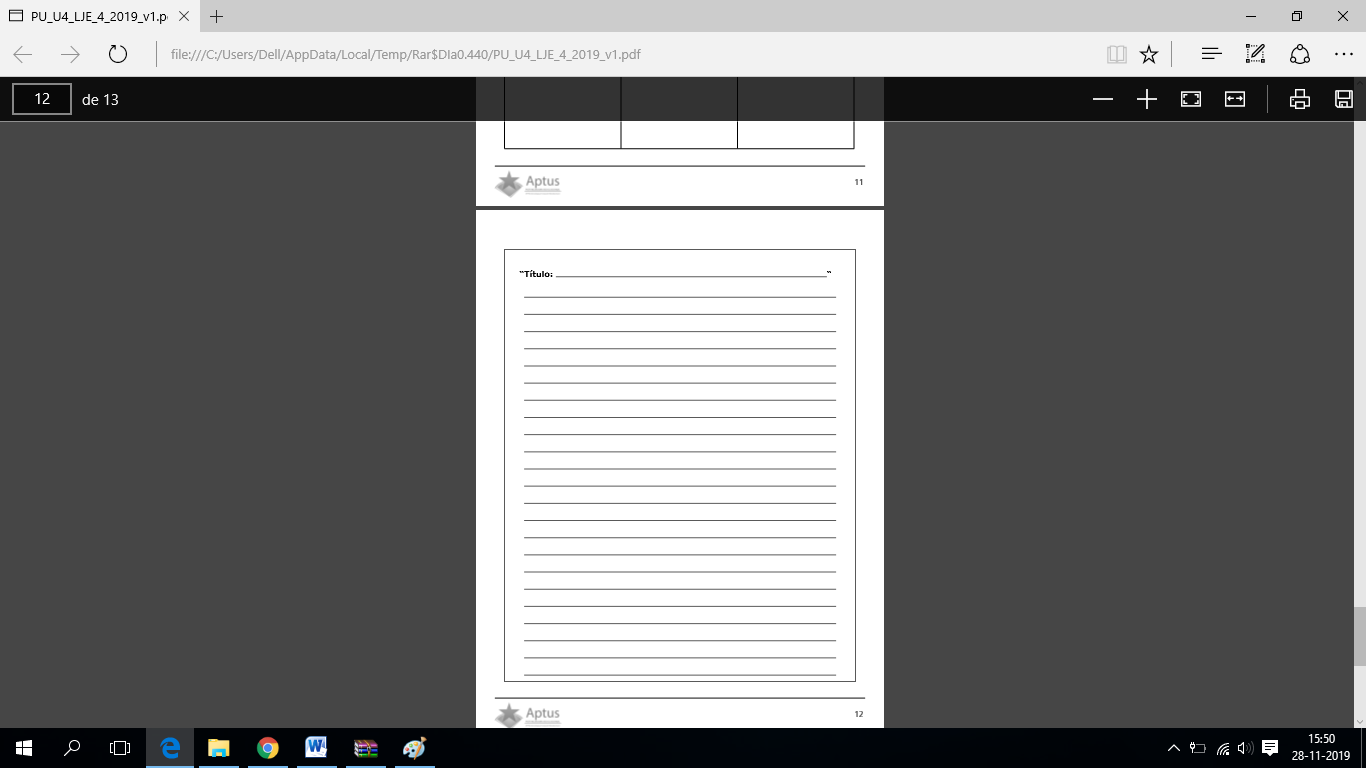 PU_U4_LJE_4_2019_v1.p
file:///C:/Users/Dell/AppData/Local/Temp/Rar$DIa0.440/PU_U4_LJE_4_2019_v1.pdf
12 de 13
Aptus
11
"Título: ________________________"
Aptus
12
15:50
28-11-2019